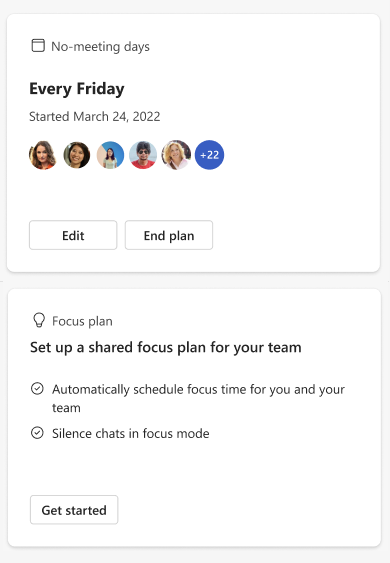 No-meeting days
Every Friday
Started March 24, 2022
+22
Edit
End plan
Focus plan
Set up a shared focus plan for your team
Automatically schedule focus time for you and your
team
Silence chats in focus mode
Get started